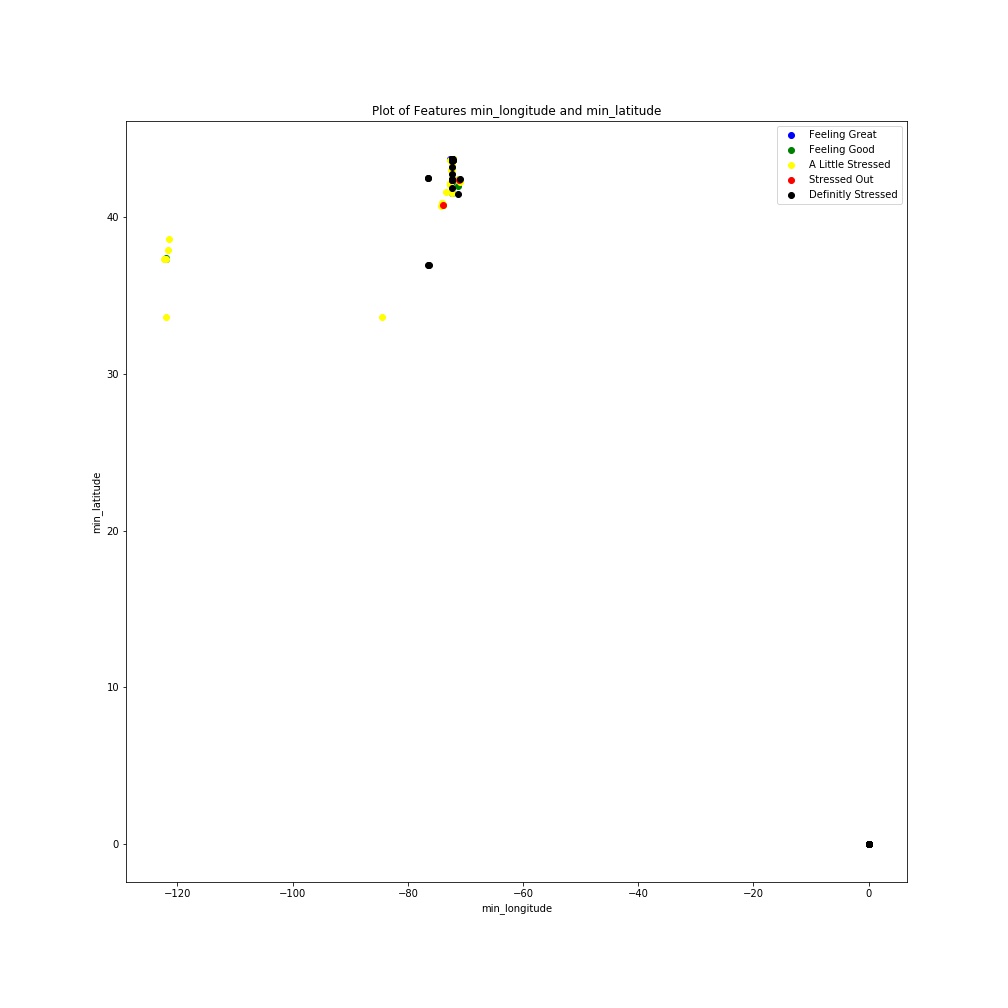 Plot of Features min_longitude and min_latitude
Feeling Great
Feeling Good
A Little Stressed
Stressed Out
Definitly Stressed
40
30
20
10
0
min_latitude
−120
−100
−80
−60
−40
−20
0
min_longitude